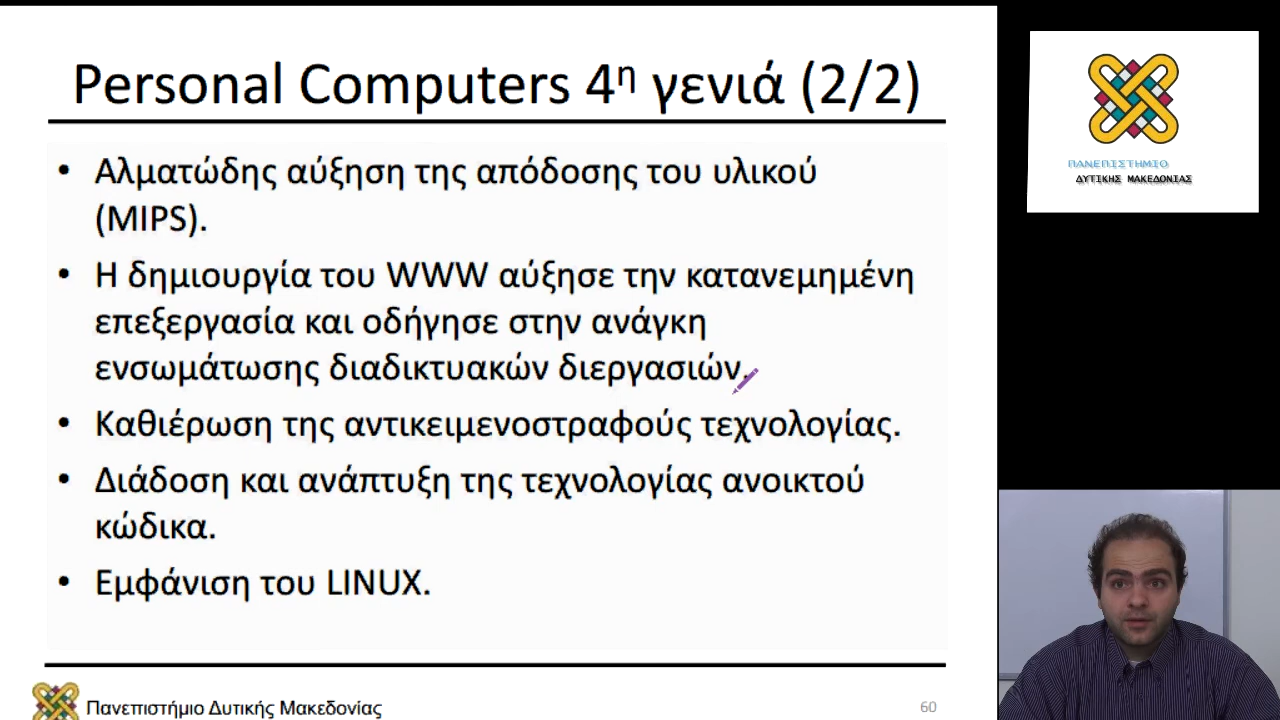 Personal Computers 4η γενιά (2/2)
• Αλματώδης αύξηση της απόδοσης του υλικού
(MIPS).
• Η δημιουργία του WWW αύξησε την κατανεμημένη
επεξεργασία και οδήγησε στην ανάγκη
ενσωμάτωσης διαδικτυακών διεργασιών.
• Καθιέρωση της αντικειμενοστραφούς τεχνολογίας.
• Διάδοση και ανάπτυξη της τεχνολογίας ανοικτού
κώδικα.
• Εμφάνιση του LINUX.
Πανεπιστήμιο Δυτικής Μακεδονίας
60
ΠΑΝΕΠΙΣΤΗΜΙΟ
ΔΥΤΙΚΗΣ ΜΑΚΕΔΟΝΙΑΣ